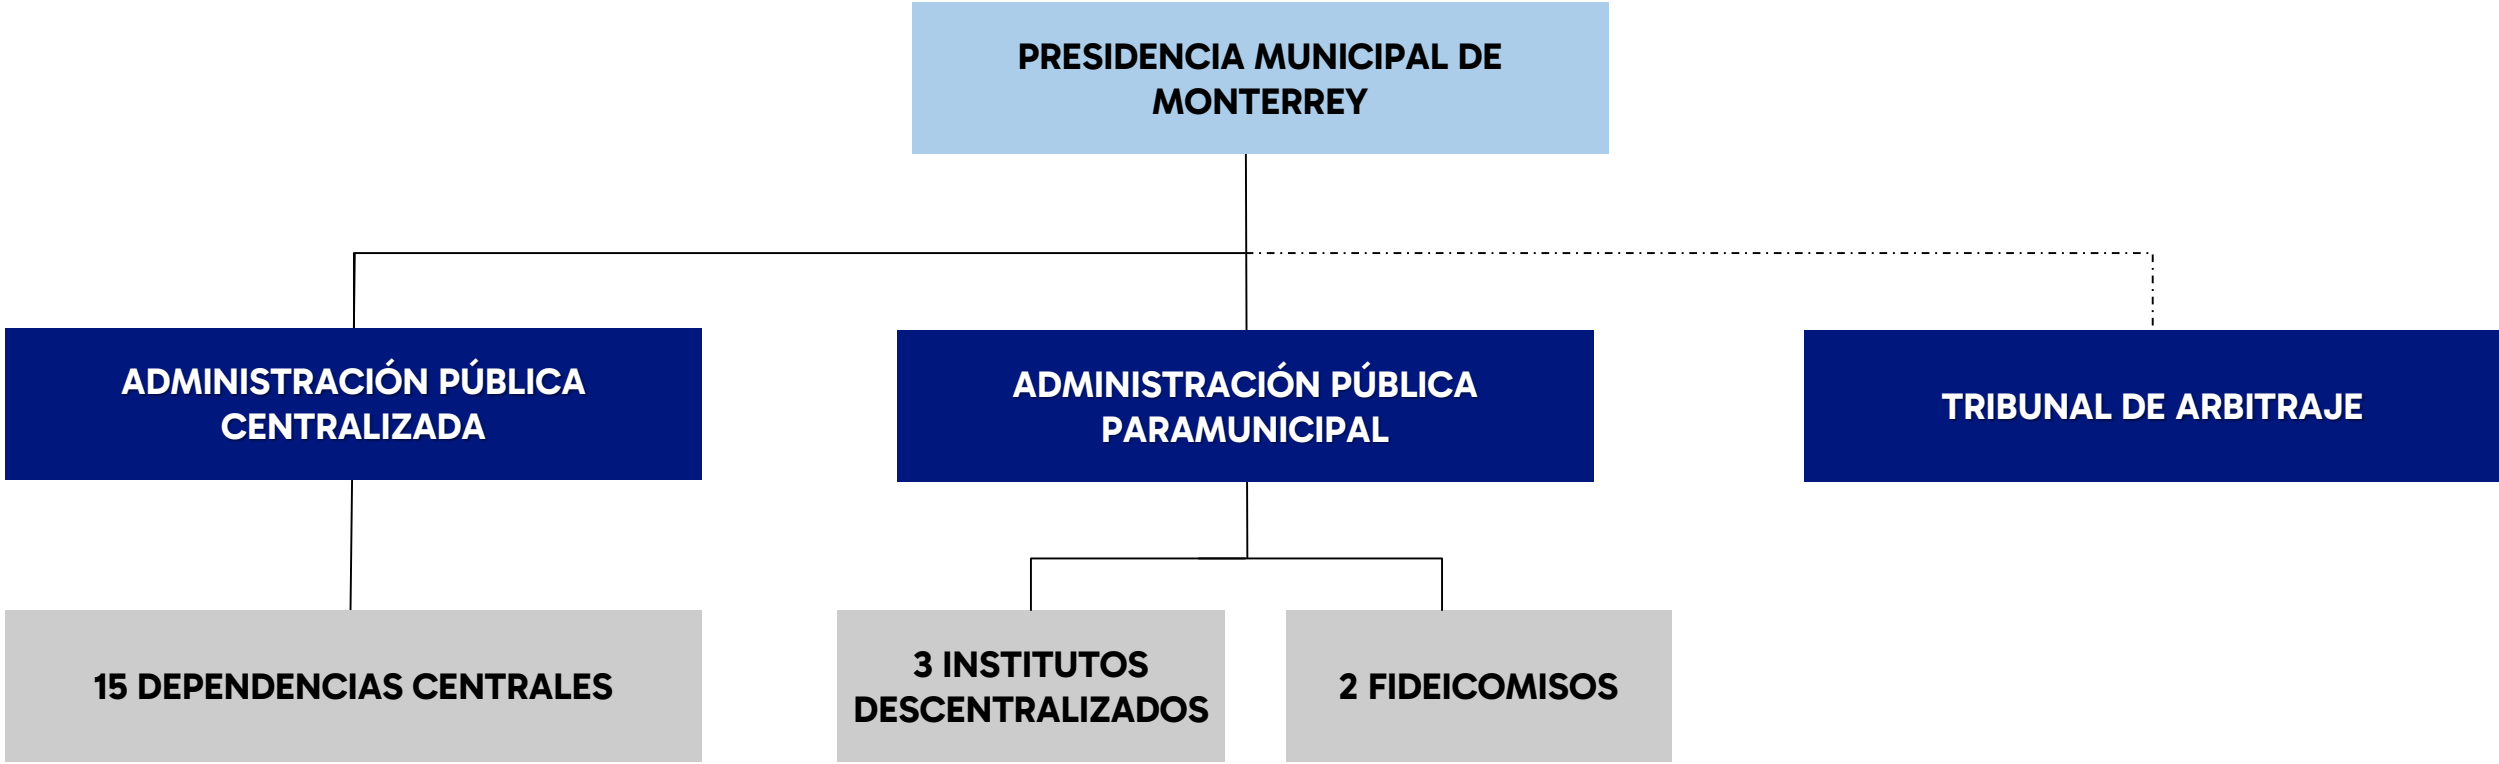 PRESIDENCIA MUNICIPAL DE
MONTERREY
ADMINISTRACIÓN PÚBLICA
CENTRALIZADA
ADMINISTRACIÓN PÚBLICA
PARAMUNICIPAL
TRIBUNAL DE ARBITRAJE
15 DEPENDENCIAS CENTRALES
3 INSTITUTOS
DESCENTRALIZADOS
2 FIDEICOMISOS